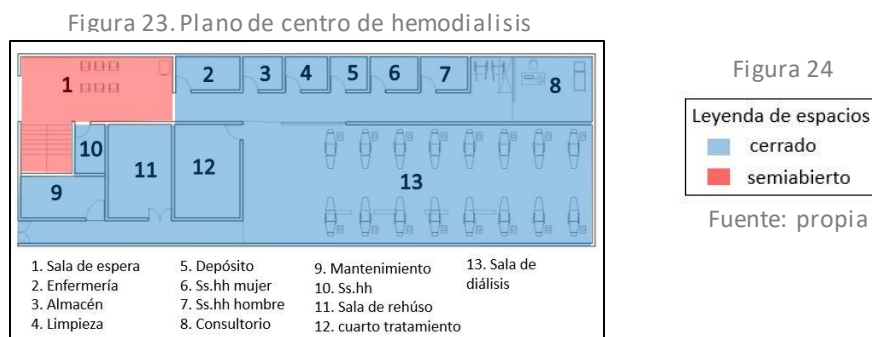 Figura 23. Plano de centro de hemodialisis
1
2
3
4
5
6
7
8
10
11
12
13
9
1. Sala de espera
2. Enfermería
3. Almacén
4. Limpieza
5. Depósito
6. Ss.hh mujer
7. Ss.hh hombre
8. Consultorio
9. Mantenimiento
10. Ss.hh
11. Sala de rehúso
12. cuarto tratamiento
13. Sala de
diálisis
Figura 24
Leyenda de espacios
cerrado
semiabierto
Fuente: propia